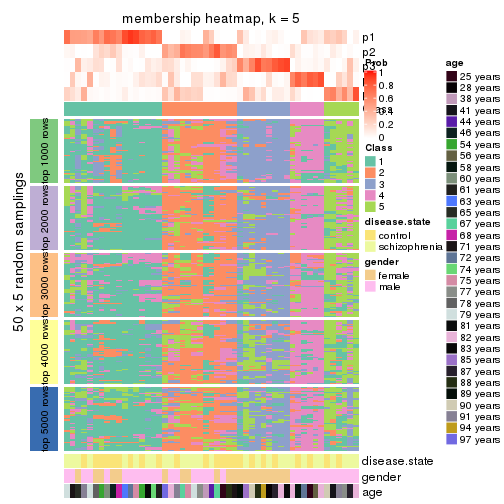 membership heatmap, k = 5
p1
p2
p3
Prob
1
0.8
0.6
0.4
0.2
0
Class
1
2
3
4
5
disease.state
control
schizophrenia
gender
female
male
age
25 years
28 years
38 years
41 years
44 years
46 years
54 years
56 years
58 years
60 years
61 years
63 years
65 years
67 years
68 years
71 years
72 years
74 years
75 years
77 years
78 years
79 years
81 years
82 years
83 years
85 years
87 years
88 years
89 years
90 years
91 years
94 years
97 years
50 x 5 random samplings
top 1000 rows
top 2000 rows
top 3000 rows
top 4000 rows
top 5000 rows
disease.state
gender
age